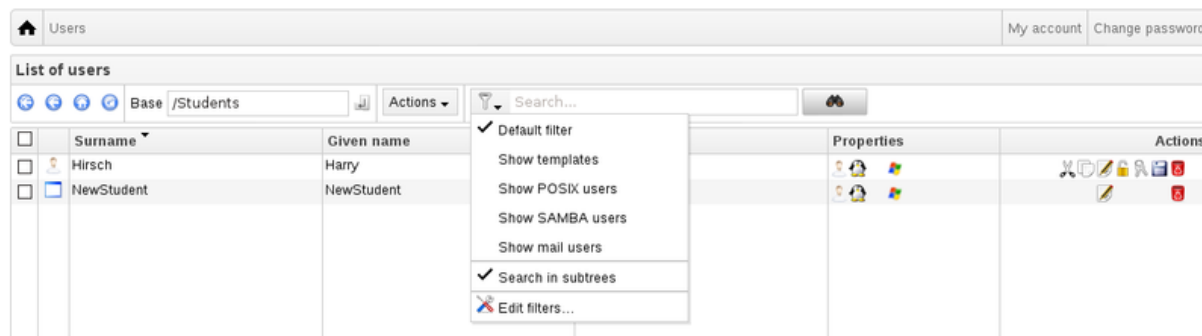 Users My account Change password
List of users
Base /Students Actions Search...
Surname Given name Properties Actions
Default filter
Show templates
Show POSIX users
Show SAMBA users
Show mail users
Search in subtrees
Edit filters...
Hirsch Harry
NewStudent NewStudent